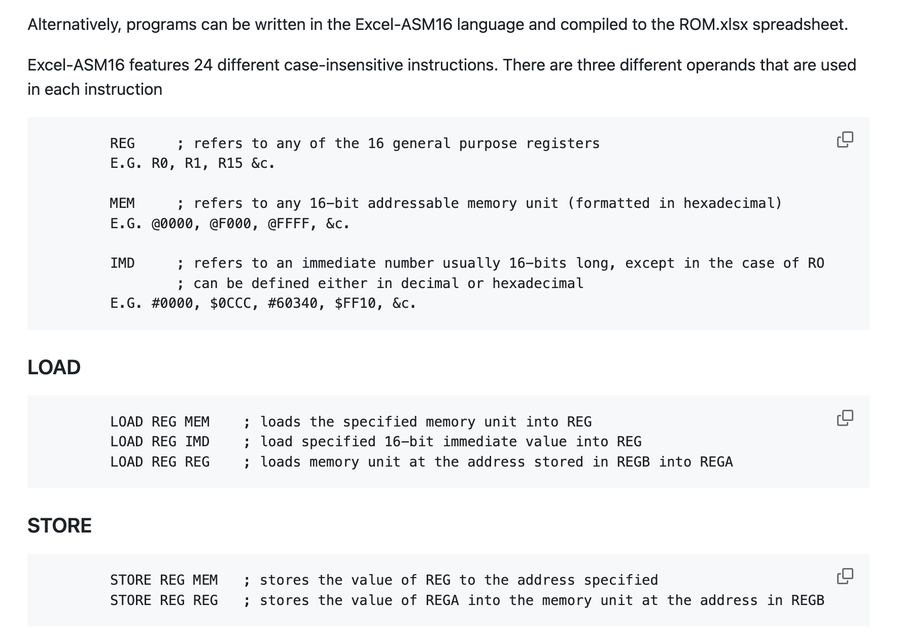 Alternatively, programs can be written in the Excel-ASM16 language and compiled to the ROM.xlsx spreadsheet.
Excel-ASM16 features 24 different case-insensitive instructions. There are three different operands that are used
in each instruction
REG     ; refers to any of the 16 general purpose registers
E.G. R0, R1, R15 &c.
MEM     ; refers to any 16-bit addressable memory unit (formatted in hexadecimal)
E.G. @0000, @F000, @FFFF, &c.
IMD     ; refers to an immediate number usually 16-bits long, except in the case of RO
; can be defined either in decimal or hexadecimal
E.G. #0000, $0CCC, #60340, $FF10, &c.
LOAD
LOAD REG MEM   ; loads the specified memory unit into REG
LOAD REG IMD   ; load specified 16-bit immediate value into REG
LOAD REG REG   ; loads memory unit at the address stored in REGB into REGA
STORE
STORE REG MEM   ; stores the value of REG to the address specified
STORE REG REG   ; stores the value of REGA into the memory unit at the address in REGB